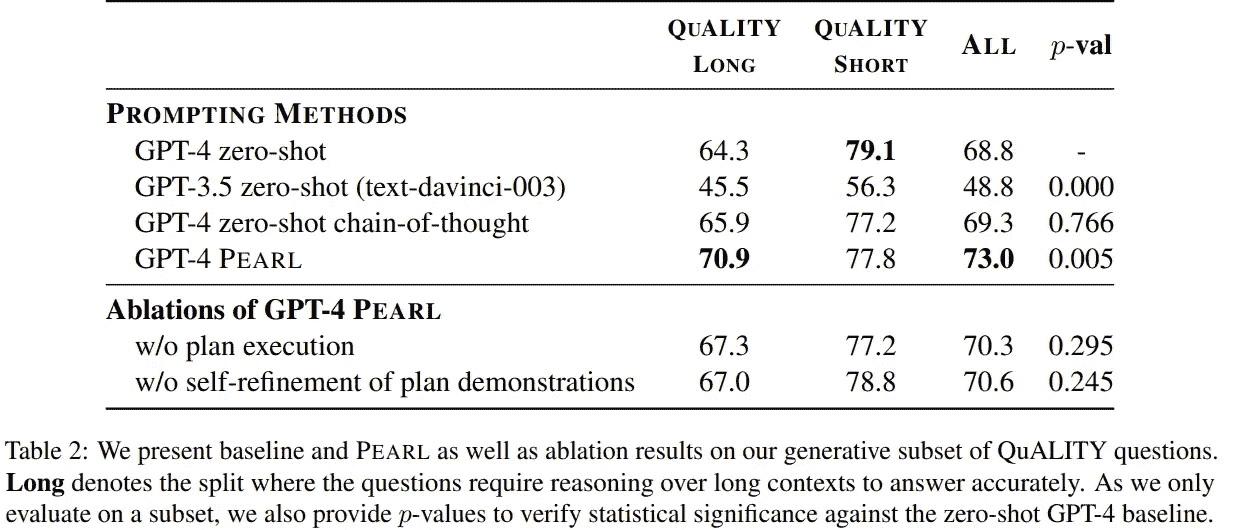 QuALITY QuALITY ALL p-val
LONG SHORT
PROMPTING METHODS
GPT-4 zero-shot 64.3 79.1 68.8 -
GPT-3.5 zero-shot (text-davinci-003) 45.5 56.3 48.8 0.000
GPT-4 zero-shot chain-of-thought 65.9 77.2 69.3 0.766
GPT-4 PEARL 70.9 77.8 73.0 0.005
Ablations of GPT-4 PEARL
w/o plan execution 67.3 77.2 70.3 0.295
w/o self-refinement of plan demonstrations 67.0 78.8 70.6 0.245
Table 2: We present baseline and PEARL as well as ablation results on our generative subset of QuALITY questions.
Long denotes the split where the questions require reasoning over long contexts to answer accurately. As we only
evaluate on a subset, we also provide p-values to verify statistical significance against the zero-shot GPT-4 baseline.